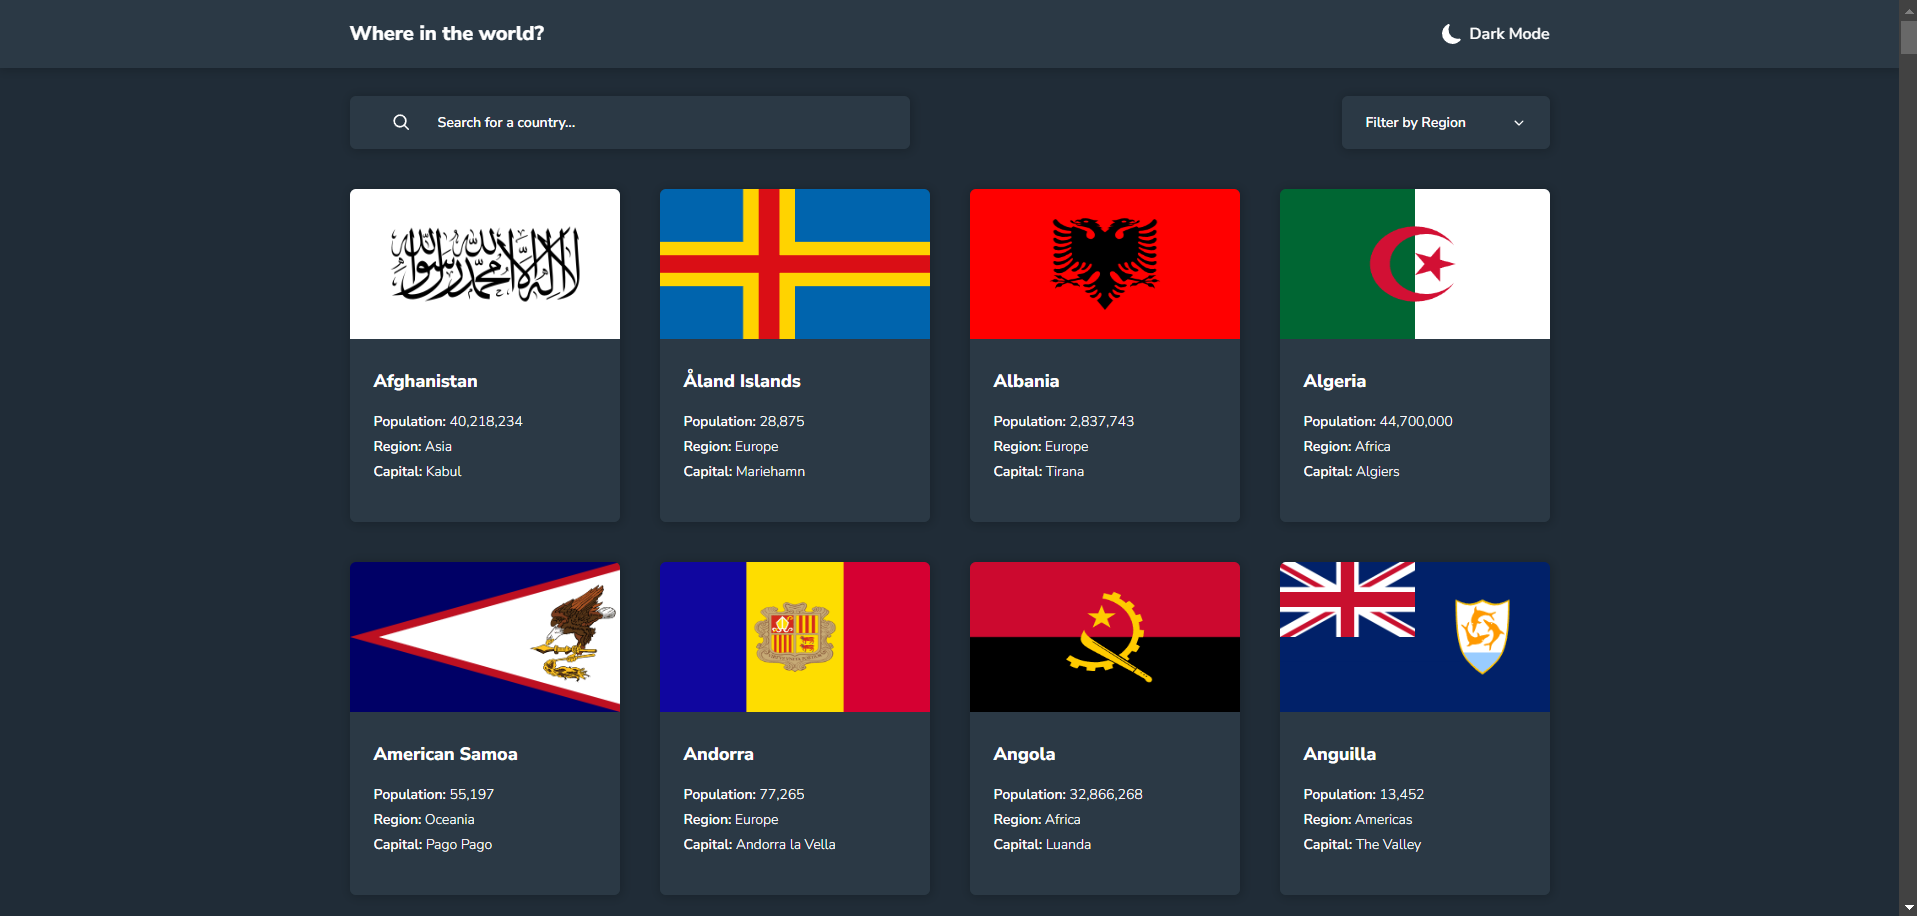 Where in the world?
Dark Mode
Search for a country...
Filter by Region
لا إله إلا الله محمد رسول الله
Afghanistan
Population: 40,218,234
Region: Asia
Capital: Kabul
Åland Islands
Population: 28,875
Region: Europe
Capital: Mariehamn
Albania
Population: 2,837,743
Region: Europe
Capital: Tirana
Algeria
Population: 44,700,000
Region: Africa
Capital: Algiers
American Samoa
Population: 55,197
Region: Oceania
Capital: Pago Pago
Andorra
Population: 77,265
Region: Europe
Capital: Andorra la Vella
Angola
Population: 32,866,268
Region: Africa
Capital: Luanda
Anguilla
Population: 13,452
Region: Americas
Capital: The Valley